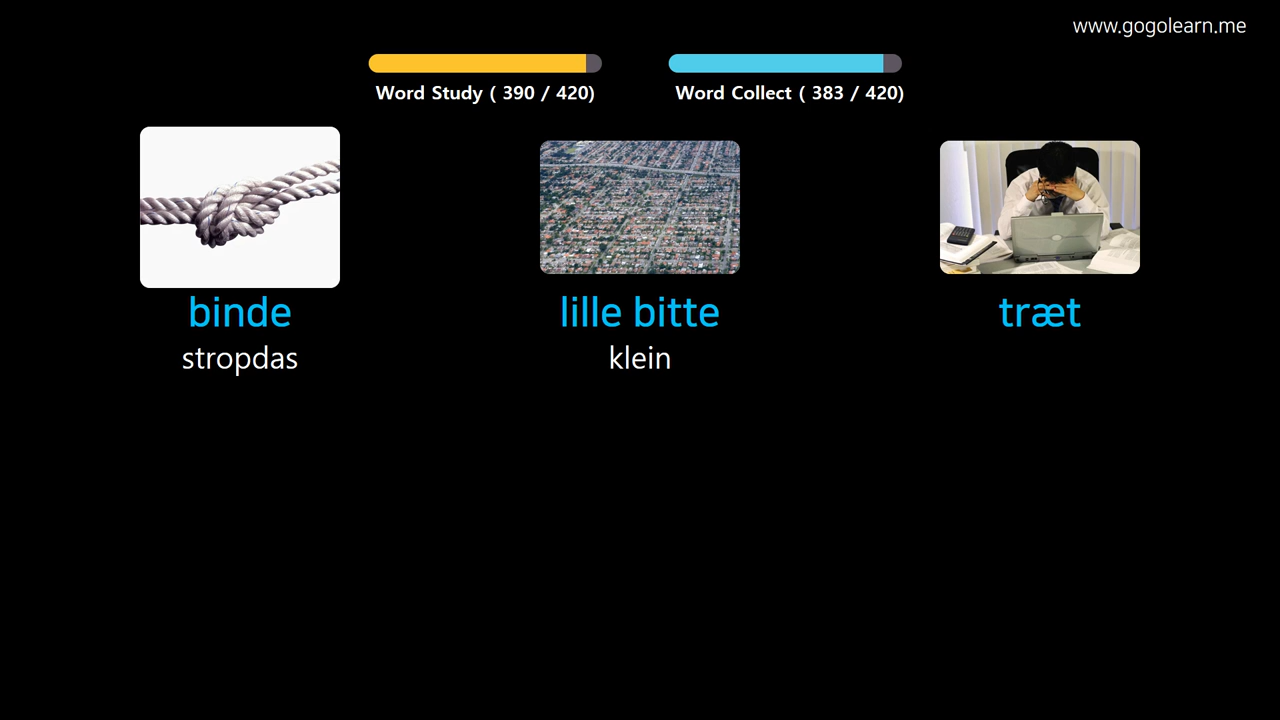 www.gogolearn.me
Word Study ( 390 / 420)
Word Collect ( 383 / 420)
binde
lille bitte
træt
stropdas
klein